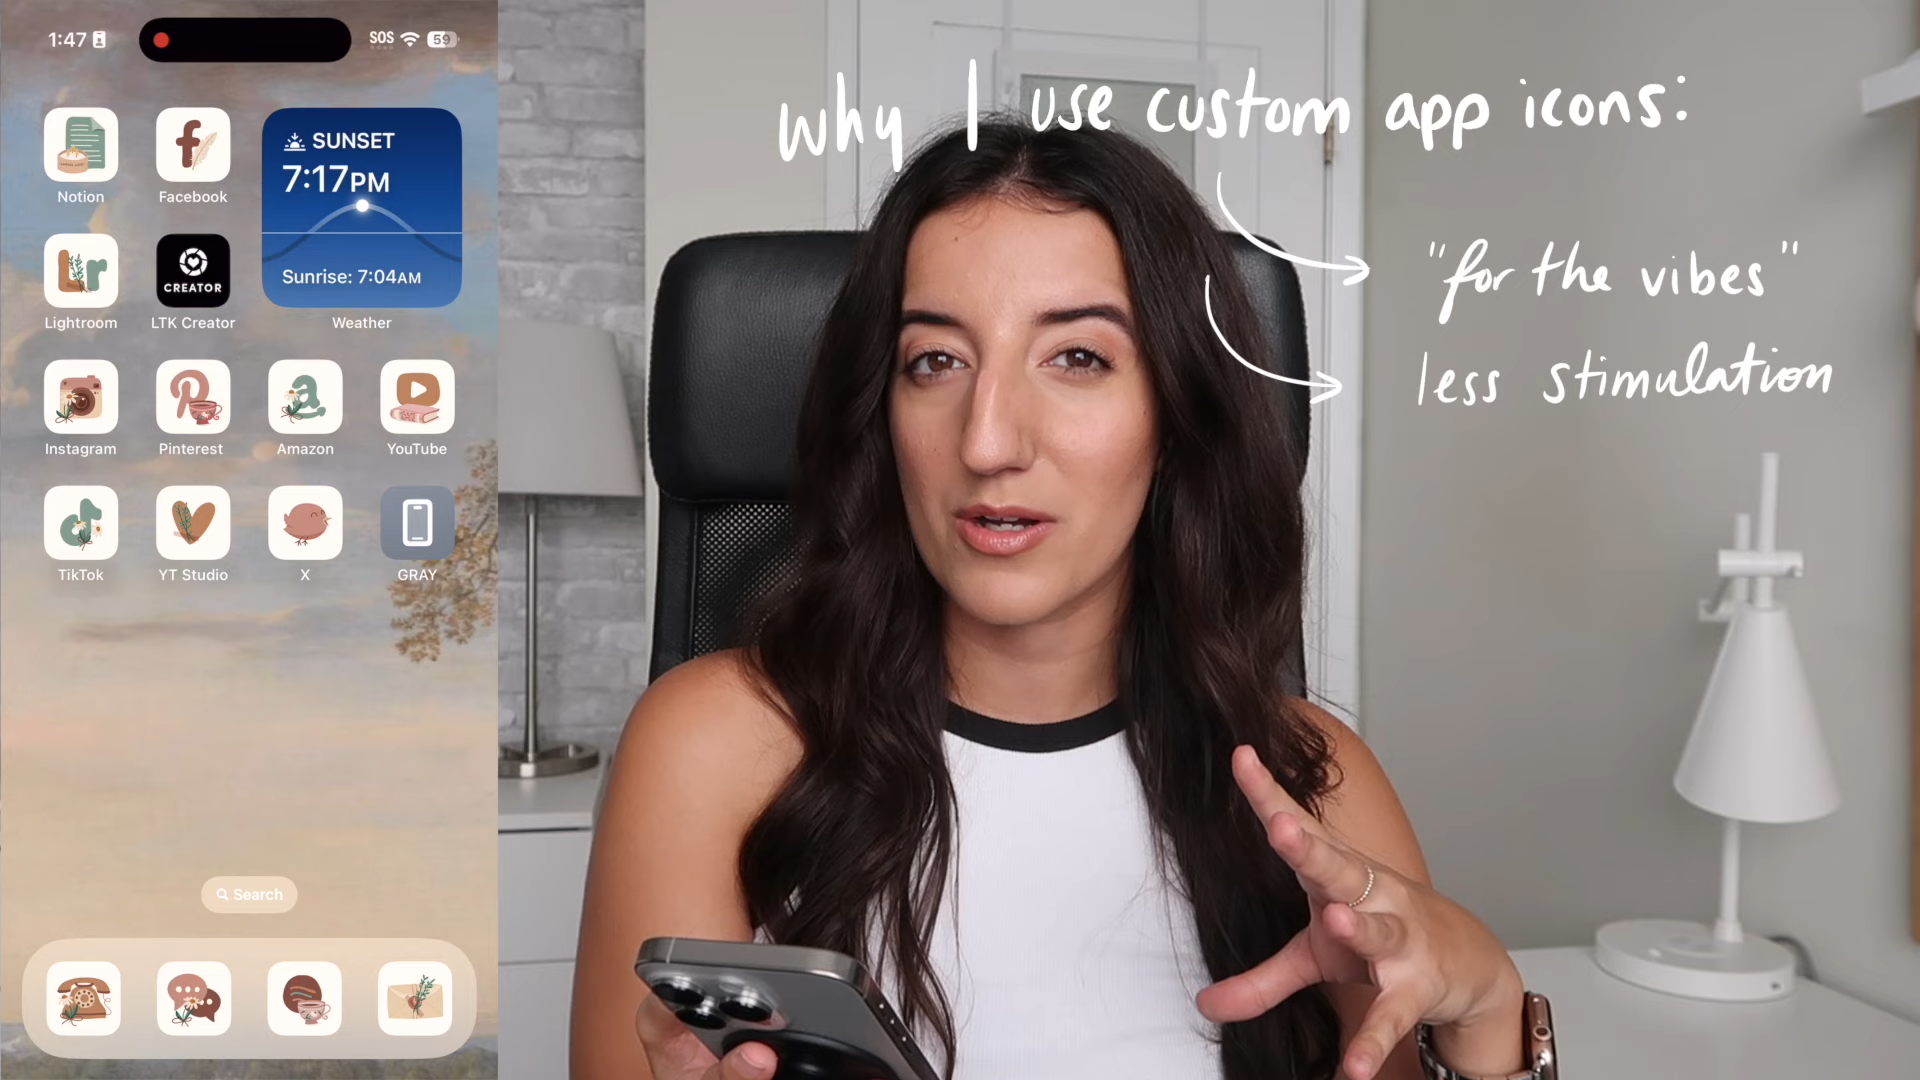 1:47
SOS
59
SUNSET
7:17PM
Sunrise: 7:04AM
Weather
Notion
Facebook
Lr
CREATOR
Lightroom
LTK Creator
Instagram
Pinterest
Amazon
YouTube
TikTok
YT Studio
X
GRAY
Search
why I use custom app icons:
"for the vibes"
less stimulation